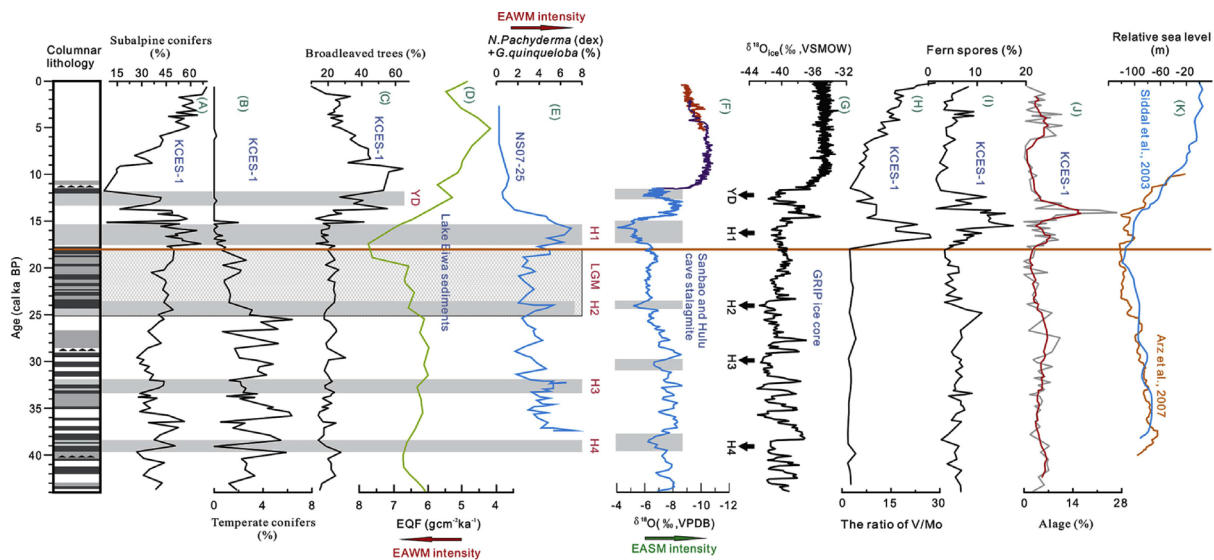 EAWM intensity
Columnar
lithology
Subalpine conifers
(%)
15 30 45 60
Broadleaved trees (%)
0 20 40 60
N.Pachyderma (dex)
+G.quinqueloba (%)
0 2 4 6 8
δ¹⁸Oice(‰,VSMOW)
-44 -40 -36 -32
Fern spores (%)
0 10 20
Relative sea level
(m)
-100 -60 -20
(A)
(B)
(C)
(D)
(E)
(F)
(G)
(H)
(I)
(J)
(K)
KCES-1
KCES-1
NS07-25
Lake Biwa sediments
Sanbao and Hulu
cave stalagmite
GRIP ice core
KCES-1
KCES-1
KCES-1
Siddal et al., 2003
Arz et al., 2007
YD
H1
LGM
H2
H3
H4
YD
H1
H2
H3
H4
Age (cal ka BP)
0
5
10
15
20
25
30
35
40
0 4 8
Temperate conifers
(%)
8 7 6 5 4
EQF (gcm⁻²ka⁻¹)
EAWM intensity
-4 -6 -8 -10 -12
δ¹⁸O(‰,VPDB)
EASM intensity
0 15 30
The ratio of V/Mo
0 14 28
Alage (%)